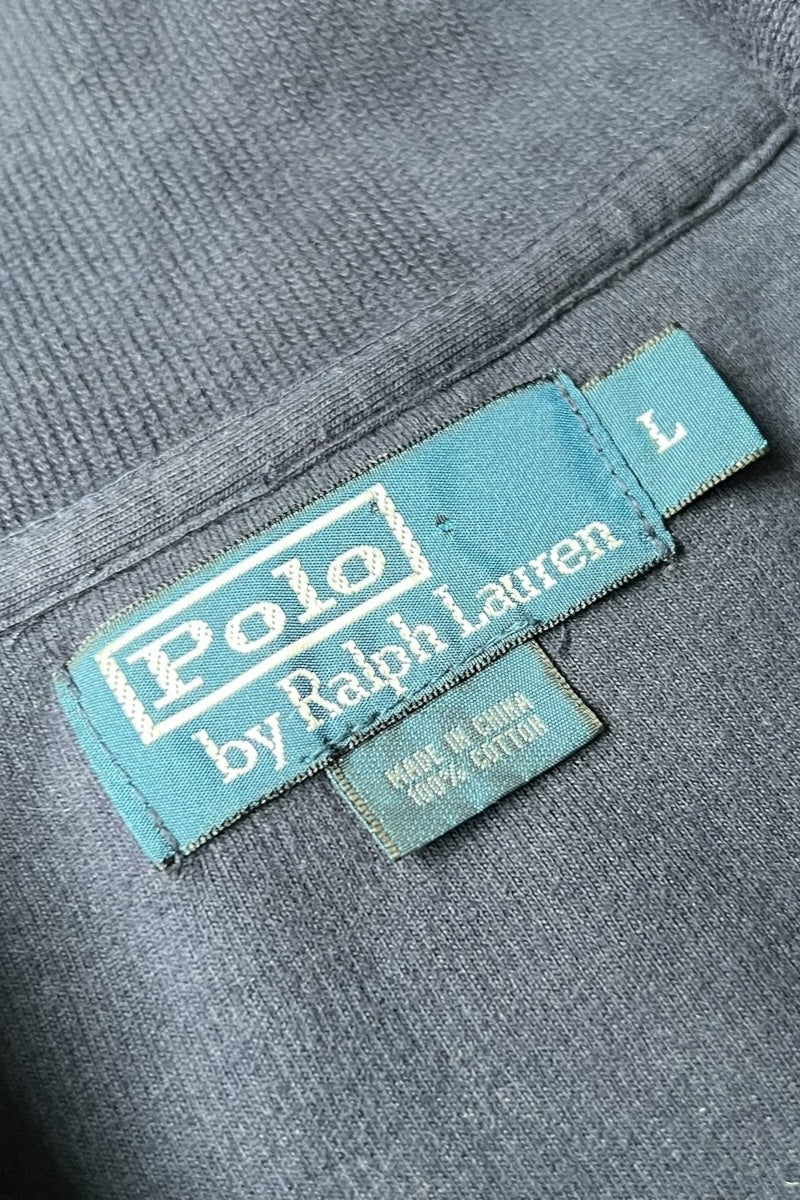 Polo
by Ralph Lauren
L
MADE IN CHINA
100% COTTON